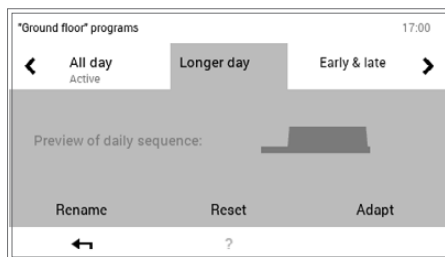 "Ground floor" programs 17:00
All day Longer day Early & late
Active
Preview of daily sequence:
Rename Reset Adapt
?